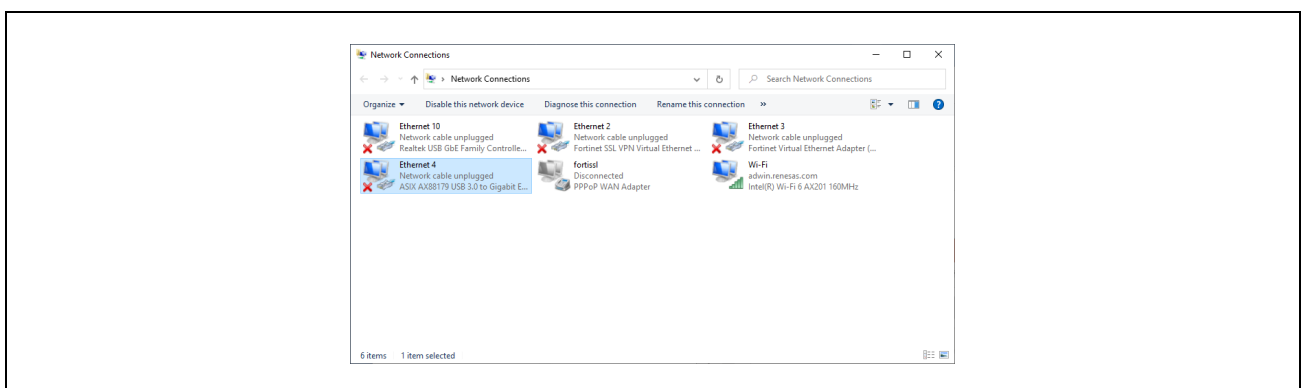 Network Connections
Network Connections
Search Network Connections
Organize
Disable this network device
Diagnose this connection
Rename this connection
»
Ethernet 10
Network cable unplugged
Realtek USB GbE Family Controlle...
Ethernet 2
Network cable unplugged
Fortinet SSL VPN Virtual Ethernet ...
Ethernet 3
Network cable unplugged
Fortinet Virtual Ethernet Adapter (...
Ethernet 4
Network cable unplugged
ASIX AX88179 USB 3.0 to Gigabit E...
fortissl
Disconnected
PPPoP WAN Adapter
Wi-Fi
adwin.renesas.com
Intel(R) Wi-Fi 6 AX201 160MHz
6 items
1 item selected